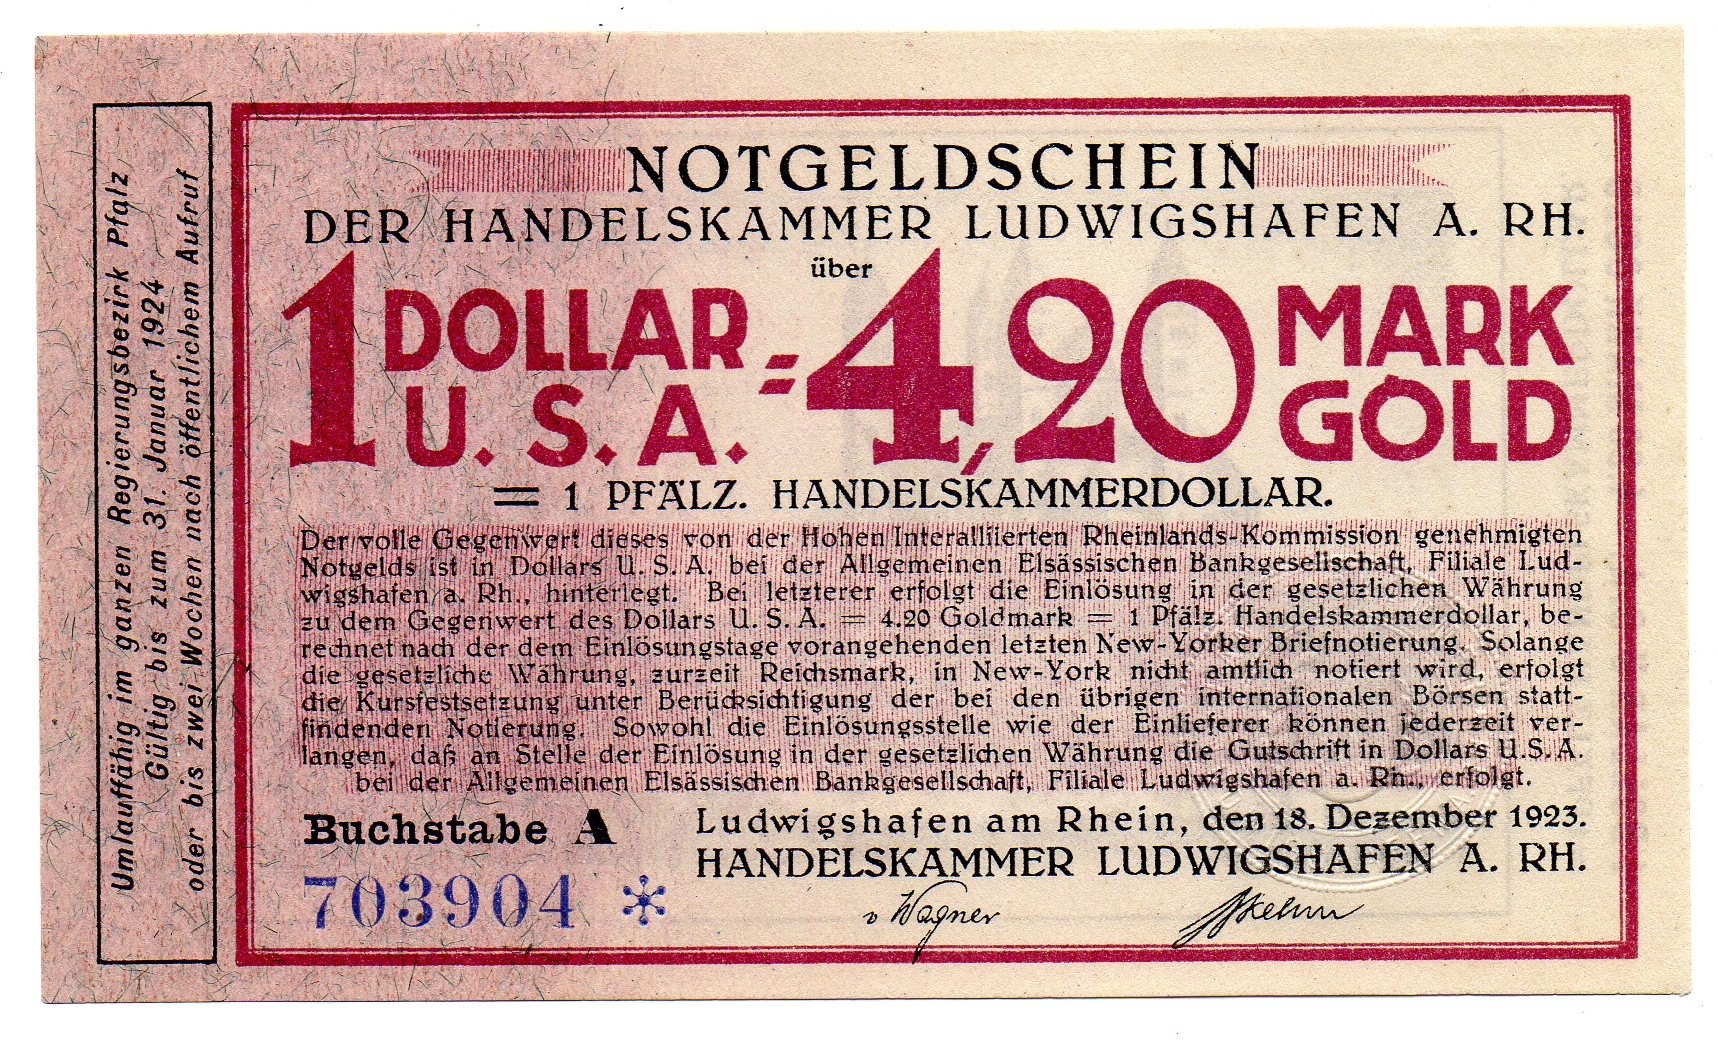 Umlauffähig im ganzen Regierungsbezirk Pfalz
Gültig bis zum 31. Januar 1924
oder bis zwei Wochen nach öffentlichem Aufruf
NOTGELDSCHEIN
DER HANDELSKAMMER LUDWIGSHAFEN A. RH.
über
1 DOLLAR U. S. A. = 4,20 MARK GOLD
= 1 PFÄLZ. HANDELSKAMMERDOLLAR.
Der volle Gegenwert dieses von der Hohen Interalliierten Rheinlands-Kommission genehmigten
Notgelds ist in Dollars U. S. A. bei der Allgemeinen Elsässischen Bankgesellschaft, Filiale Lud-
wigshafen a. Rh., hinterlegt. Bei letzterer erfolgt die Einlösung in der gesetzlichen Währung
zu dem Gegenwert des Dollars U. S. A. = 4.20 Goldmark = 1 Pfälz. Handelskammerdollar, be-
rechnet nach der dem Einlösungstage vorangehenden letzten New-Yorker Briefnotierung. Solange
die gesetzliche Währung, zurzeit Reichsmark, in New-York nicht amtlich notiert wird, erfolgt
die Kursfestsetzung unter Berücksichtigung der bei den übrigen internationalen Börsen statt-
findenden Notierung. Sowohl die Einlösungsstelle wie der Einlieferer können jederzeit ver-
langen, daß an Stelle der Einlösung in der gesetzlichen Währung die Gutschrift in Dollars U.S.A.
bei der Allgemeinen Elsässischen Bankgesellschaft, Filiale Ludwigshafen a. Rh., erfolgt.
Buchstabe A
703904 *
Ludwigshafen am Rhein, den 18. Dezember 1923.
HANDELSKAMMER LUDWIGSHAFEN A. RH.
v Wagner